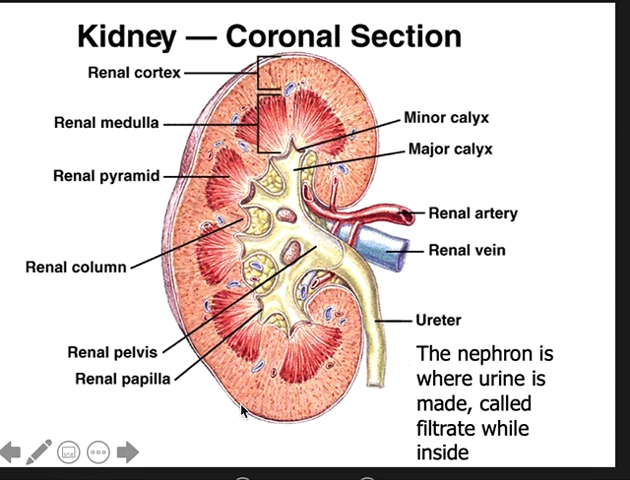 Kidney — Coronal Section
Renal cortex
Renal medulla
Minor calyx
Major calyx
Renal pyramid
Renal artery
Renal vein
Renal column
Ureter
Renal pelvis
Renal papilla
The nephron is
where urine is
made, called
filtrate while
inside